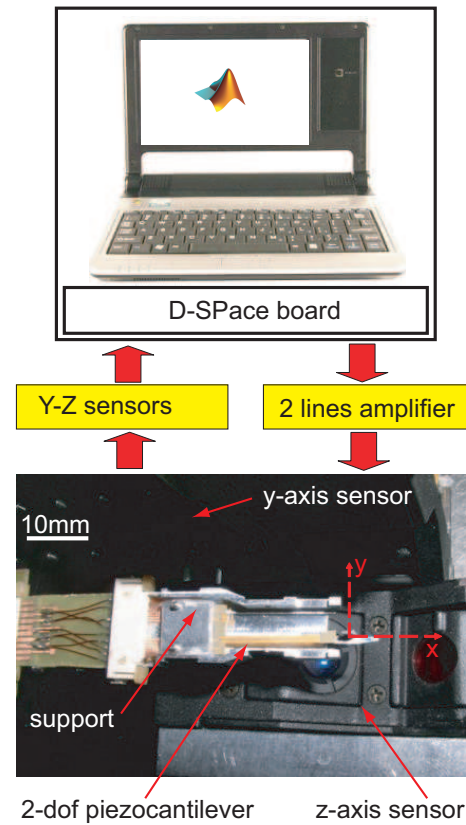 D-SPace board
Y-Z sensors
2 lines amplifier
y-axis sensor
10mm
y
x
support
2-dof piezocantilever
z-axis sensor